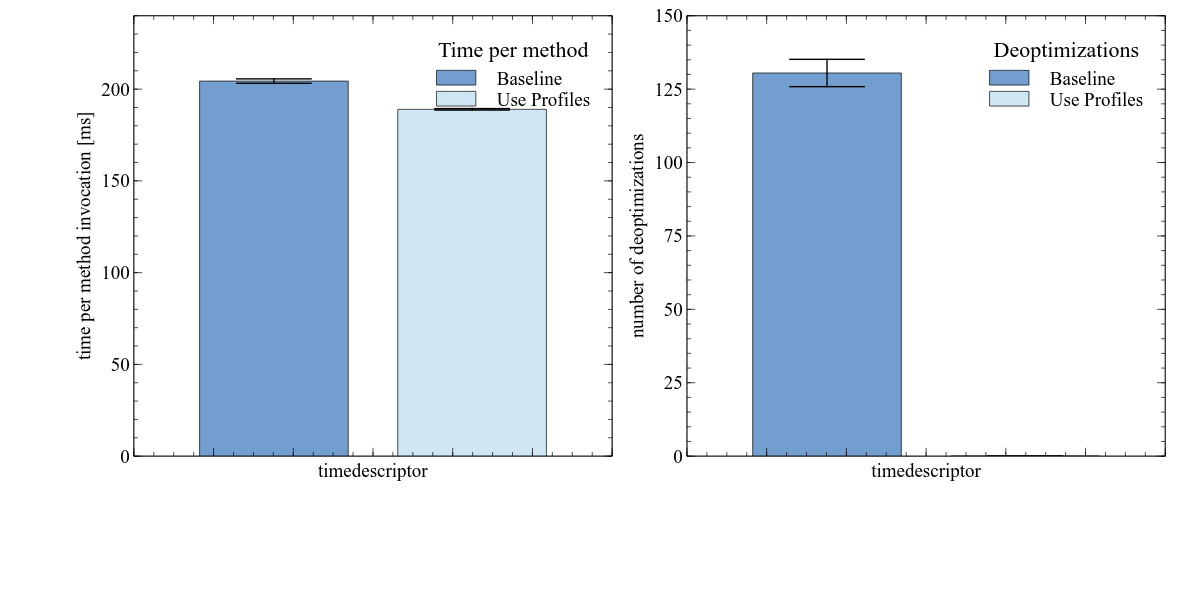 time per method invocation [ms]
200
150
100
50
0
Time per method
Baseline
Use Profiles
timedescriptor
number of deoptimizations
150
125
100
75
50
25
0
Deoptimizations
Baseline
Use Profiles
timedescriptor